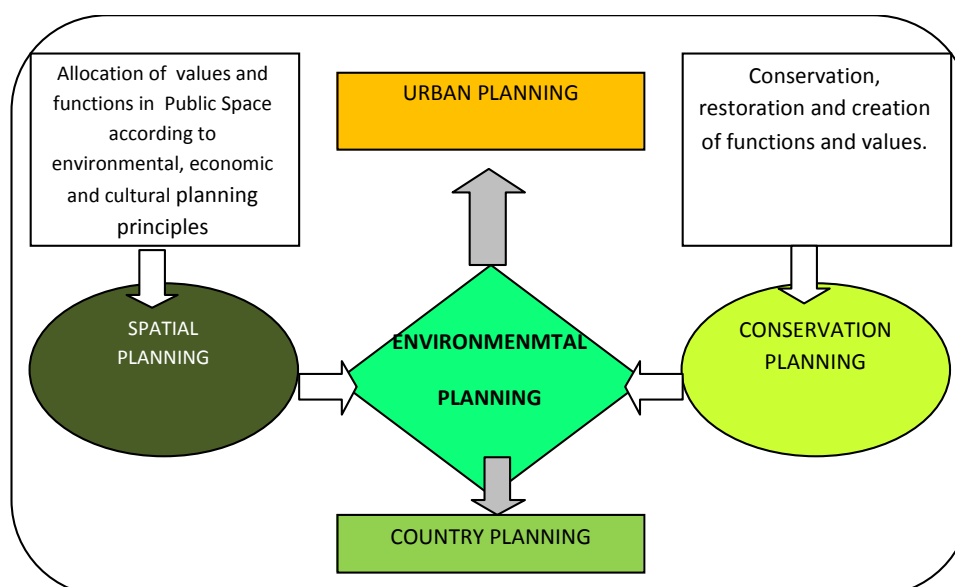 Allocation of values and
functions in Public Space
according to
environmental, economic
and cultural planning
principles
URBAN PLANNING
Conservation,
restoration and creation
of functions and values.
SPATIAL
PLANNING
ENVIRONMENMTAL
PLANNING
CONSERVATION
PLANNING
COUNTRY PLANNING